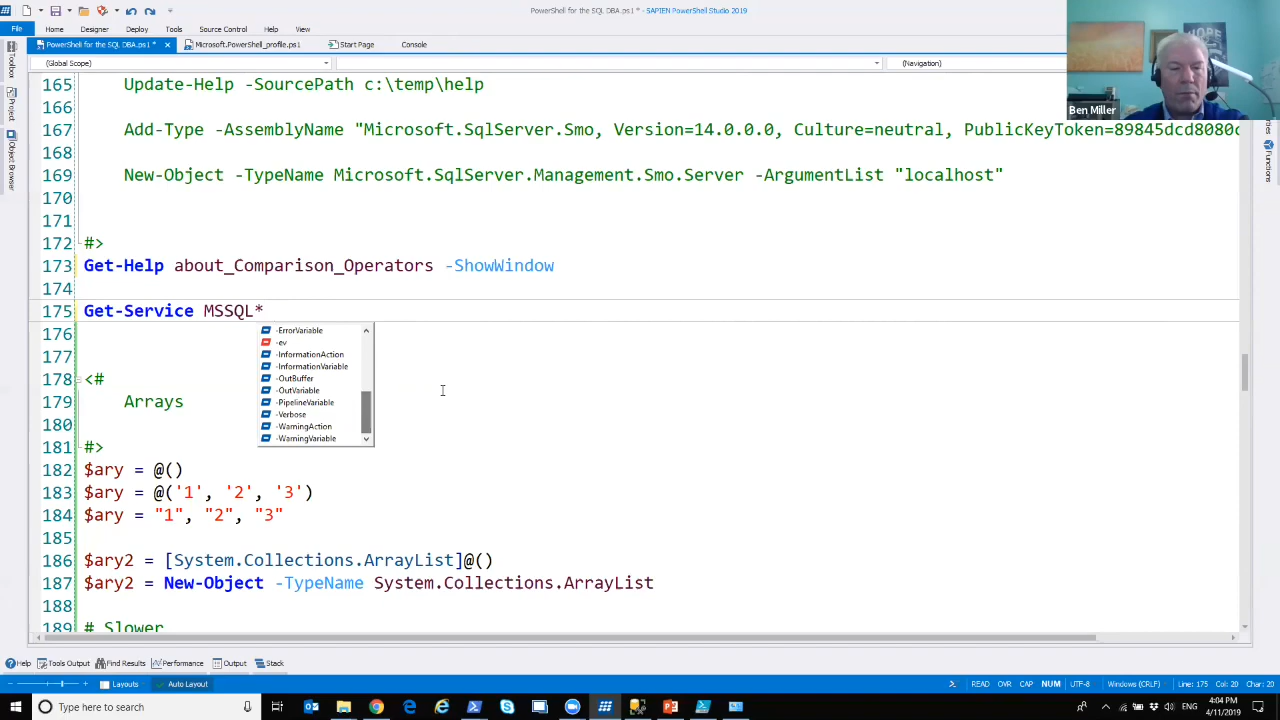 PowerShell for the SQL DBA.ps1 * - SAPIEN PowerShell Studio 2019
File Home Designer Deploy Tools Source Control Help View
PowerShell for the SQL DBA.ps1 * × Microsoft.PowerShell_profile.ps1 Start Page Console
(Global Scope) (Navigation)
Ben Miller
Toolbox
Project
Object Browser
Functions
165 Update-Help -SourcePath c:\temp\help
166
167 Add-Type -AssemblyName "Microsoft.SqlServer.Smo, Version=14.0.0.0, Culture=neutral, PublicKeyToken=89845dcd8080c
168
169 New-Object -TypeName Microsoft.SqlServer.Management.Smo.Server -ArgumentList "localhost"
170
171
172 #>
173 Get-Help about_Comparison_Operators -ShowWindow
174
175 Get-Service MSSQL*
176
-ErrorVariable
-ev
-InformationAction
-InformationVariable
-OutBuffer
-OutVariable
-PipelineVariable
-Verbose
-WarningAction
-WarningVariable
177
178 <#
179 Arrays
180
181 #>
182 $ary = @()
183 $ary = @('1', '2', '3')
184 $ary = "1", "2", "3"
185
186 $ary2 = [System.Collections.ArrayList]@()
187 $ary2 = New-Object -TypeName System.Collections.ArrayList
188
189 # Slower
Help Tools Output Find Results Performance Output Stack
Layouts Auto Layout READ OVR CAP NUM UTF-8 Windows (CRLF) Line: 175 Col: 20 Char: 20
Type here to search ENG 4:04 PM
4/11/2019